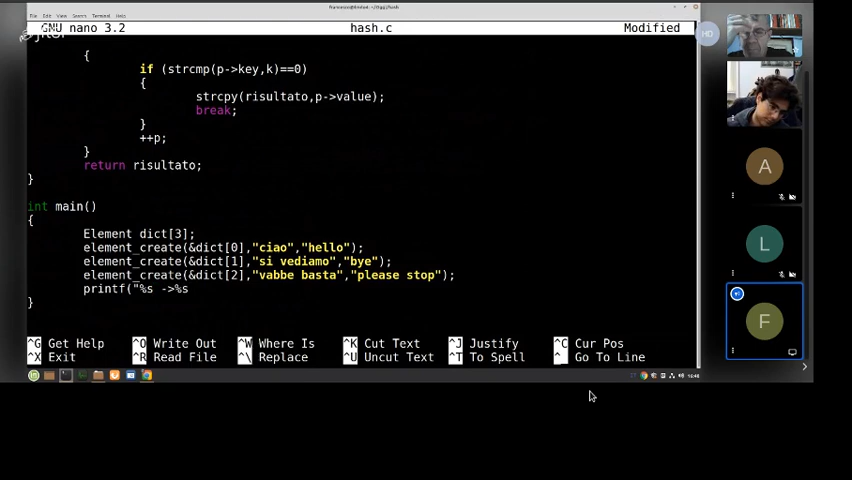 GNU nano 3.2 hash.c Modified
{
if (strcmp(p->key,k)==0)
{
strcpy(risultato,p->value);
break;
}
++p;
}
return risultato;
}
int main()
{
Element dict[3];
element_create(&dict[0],"ciao","hello");
element_create(&dict[1],"si vediamo","bye");
element_create(&dict[2],"vabbe basta","please stop");
printf("%s ->%s
}
^G Get Help ^O Write Out ^W Where Is ^K Cut Text ^J Justify ^C Cur Pos
^X Exit ^R Read File ^\ Replace ^U Uncut Text ^T To Spell ^_ Go To Line
HD
A
L
F